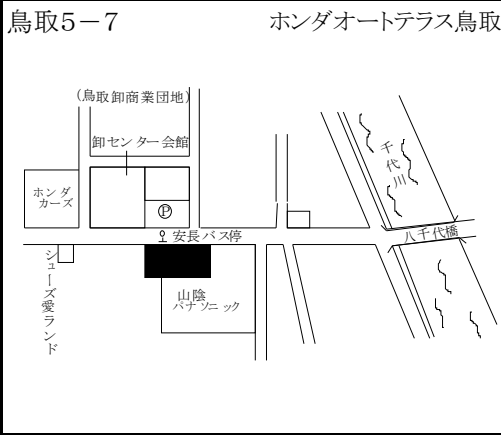 鳥取5－7
ホンダオートテラス鳥取
(鳥取卸商業団地)
卸センター会館
ホンダ
カーズ
Ⓟ
安長バス停
千代川
八千代橋
シューズ愛ランド
山陰
パナソニック